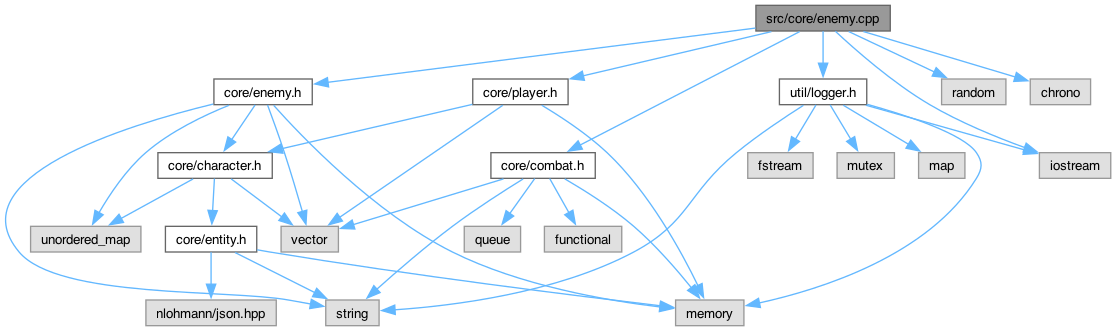 src/core/enemy.cpp
core/enemy.h
core/player.h
util/logger.h
random
chrono
core/character.h
core/combat.h
fstream
mutex
map
iostream
unordered_map
core/entity.h
vector
queue
functional
nlohmann/json.hpp
string
memory